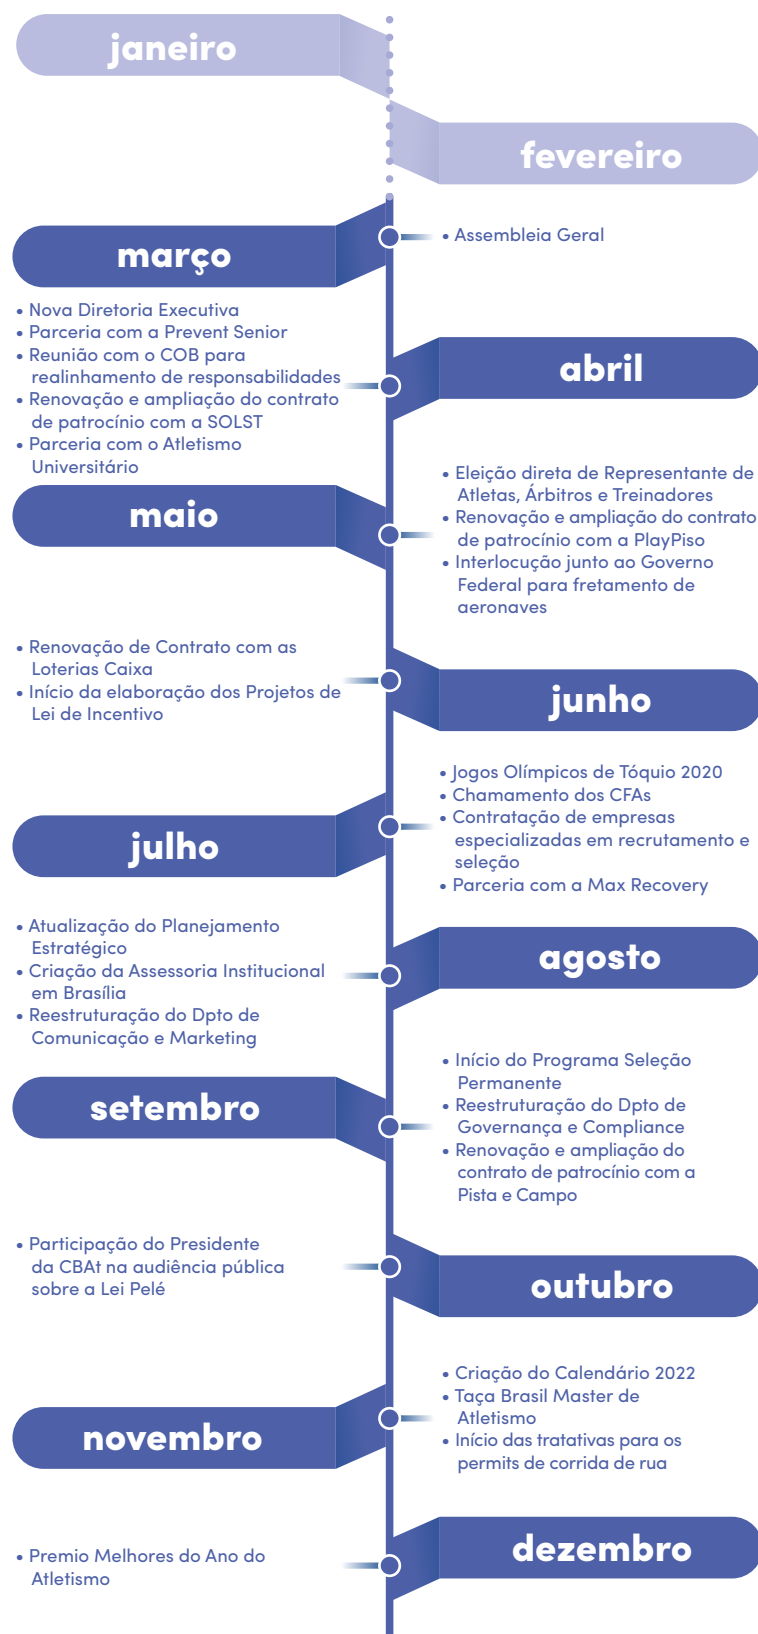 janeiro
fevereiro
março
• Assembleia Geral
abril
• Nova Diretoria Executiva
• Parceria com a Prevent Senior
• Reunião com o COB para
realinhamento de responsabilidades
• Renovação e ampliação do contrato
de patrocínio com a SOLST
• Parceria com o Atletismo
Universitário
maio
• Eleição direta de Representante de
Atletas, Árbitros e Treinadores
• Renovação e ampliação do contrato
de patrocínio com a PlayPiso
• Interlocução junto ao Governo
Federal para fretamento de
aeronaves
junho
• Renovação de Contrato com as
Loterias Caixa
• Início da elaboração dos Projetos de
Lei de Incentivo
julho
• Jogos Olímpicos de Tóquio 2020
• Chamamento dos CFAs
• Contratação de empresas
especializadas em recrutamento e
seleção
• Parceria com a Max Recovery
agosto
• Atualização do Planejamento
Estratégico
• Criação da Assessoria Institucional
em Brasília
• Reestruturação do Dpto de
Comunicação e Marketing
setembro
• Início do Programa Seleção
Permanente
• Reestruturação do Dpto de
Governança e Compliance
• Renovação e ampliação do
contrato de patrocínio com a
Pista e Campo
outubro
• Participação do Presidente
da CBAt na audiência pública
sobre a Lei Pelé
novembro
• Criação do Calendário 2022
• Taça Brasil Master de
Atletismo
• Início das tratativas para os
permits de corrida de rua
dezembro
• Premio Melhores do Ano do
Atletismo